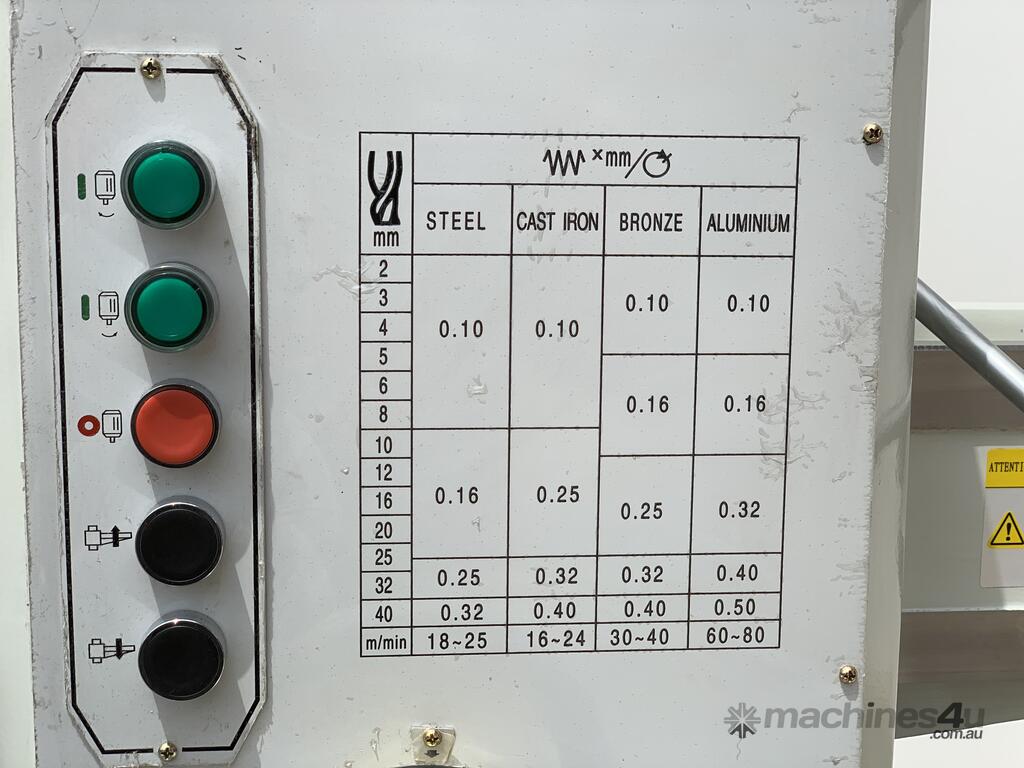 mm
×mm/
STEEL CAST IRON BRONZE ALUMINIUM
2
3 0.10 0.10
4 0.10 0.10
5
6
8 0.16 0.16
10
12
16 0.16 0.25
20 0.25 0.32
25
32 0.25 0.32 0.32 0.40
40 0.32 0.40 0.40 0.50
m/min 18~25 16~24 30~40 60~80
ATTENTI
machines4u
.com.au